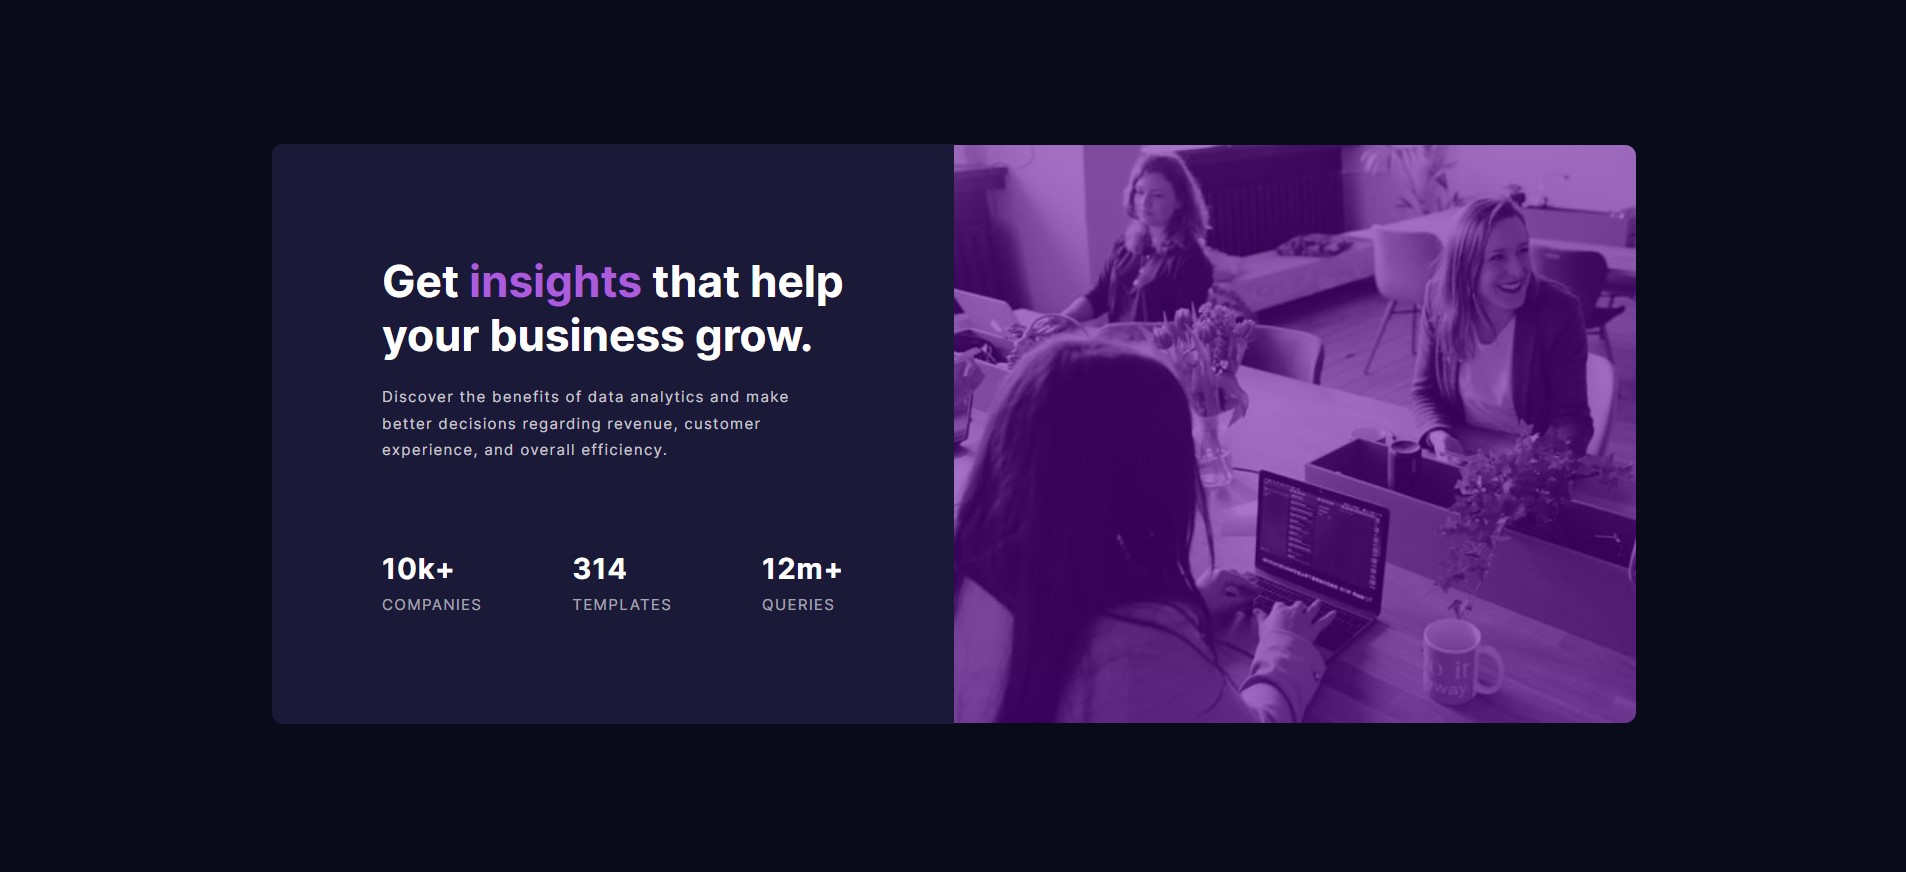 Get insights that help
your business grow.
Discover the benefits of data analytics and make
better decisions regarding revenue, customer
experience, and overall efficiency.
10k+ 314 12m+
COMPANIES TEMPLATES QUERIES